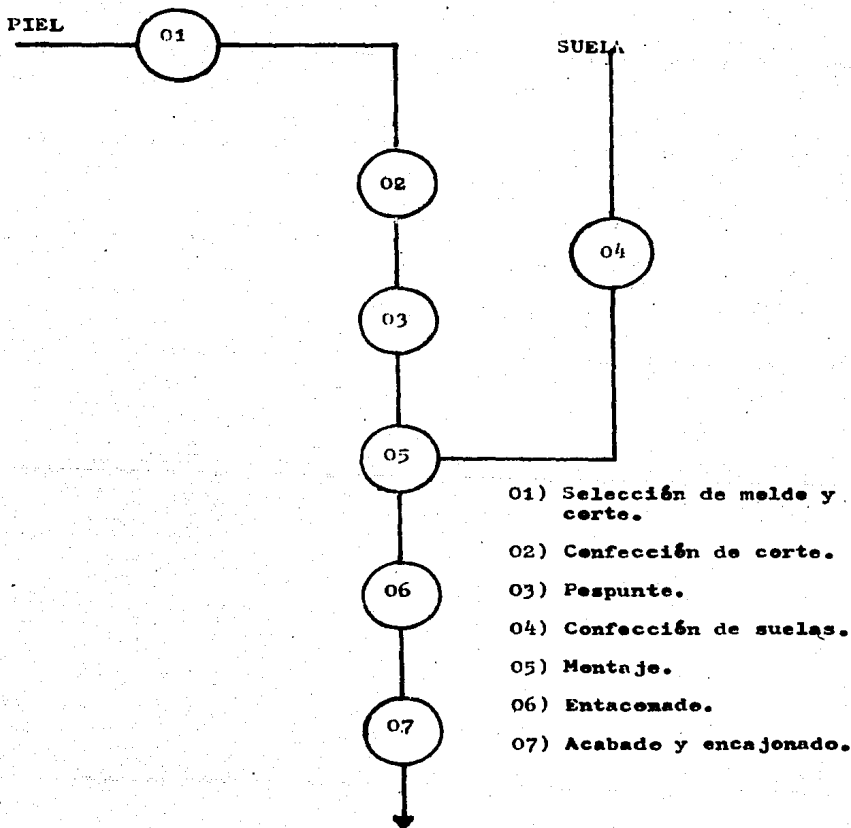 PIEL
01
SUELA
02
04
03
05
01) Selección de molde y
corte.
02) Confección de corte.
06
03) Pespunte.
04) Confección de suelas.
05) Montaje.
06) Entaconado.
07
07) Acabado y encajonado.